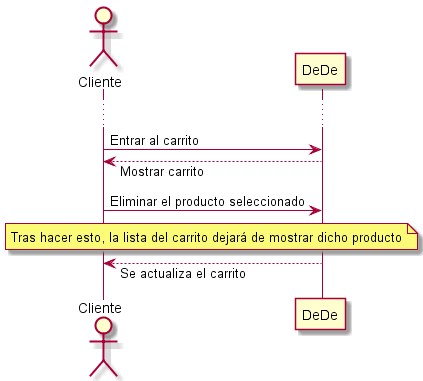 Cliente
DeDe
Entrar al carrito
Mostrar carrito
Eliminar el producto seleccionado
Tras hacer esto, la lista del carrito dejará de mostrar dicho producto
Se actualiza el carrito
Cliente
DeDe